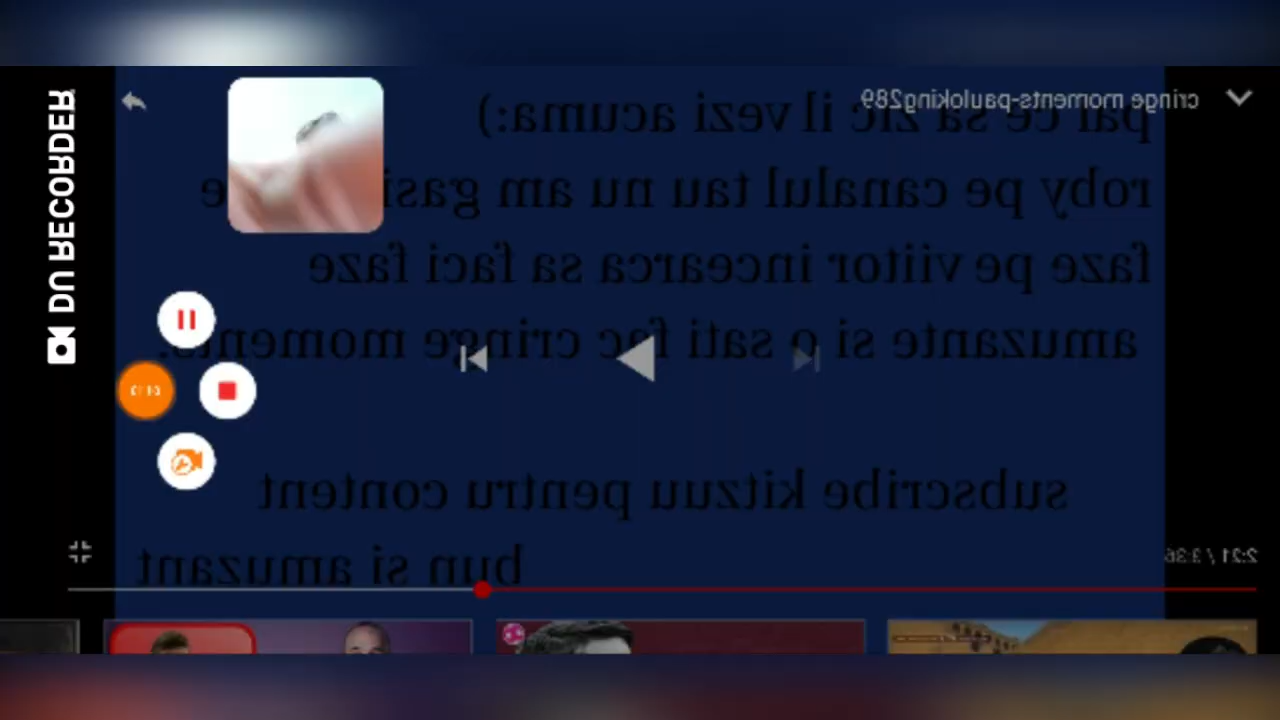 cringe moments-pauloking289
par ce sa zic il vezi acuma:)
roby pe canalul tau nu am gasi
faze pe viitor incearca sa faci faze
amuzante si o sati fac cringe moments.
subscribe kitzuu pentru content
bun si amuzant
2:21 / 3:36
DU RECORDER